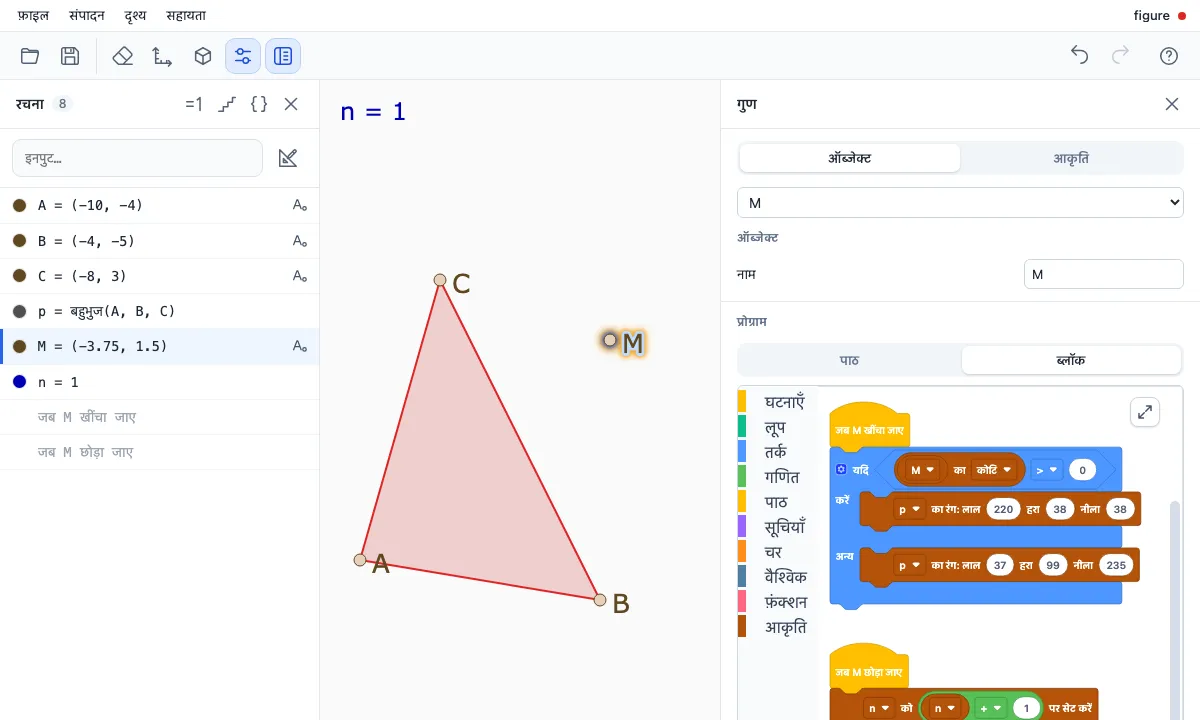 फ़ाइल संपादन दृश्य सहायता figure
रचना 8 =1 { }
इनपुट...
A = (−10, −4)
B = (−4, −5)
C = (−8, 3)
p = बहुभुज(A, B, C)
M = (−3.75, 1.5)
n = 1
जब M खींचा जाए
जब M छोड़ा जाए
n = 1
C
M
A
B
गुण
ऑब्जेक्ट आकृति
M
ऑब्जेक्ट
नाम M
प्रोग्राम
पाठ ब्लॉक
घटनाएँ
लूप
तर्क
गणित
पाठ
सूचियाँ
चर
वैश्विक
फ़ंक्शन
आकृति
जब M खींचा जाए
यदि M का कोटि > 0
करें p का रंग: लाल 220 हरा 38 नीला 38
अन्य p का रंग: लाल 37 हरा 99 नीला 235
जब M छोड़ा जाए
n को n + 1 पर सेट करें